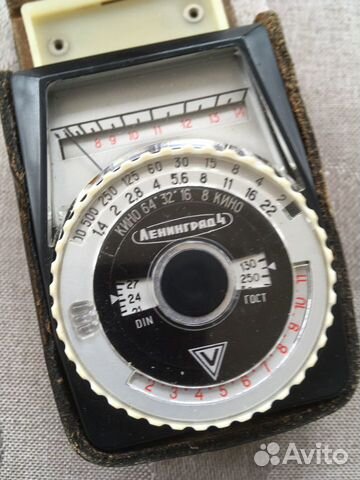 8 9 10 11 12 13 14
500 250 125 60 30 15 8 4 2
1.4 2 2.8 4 5.6 8 11 16 22
КИНО 64 32 16 8 КИНО
ЛЕНИНГРАД 4
27 130
24 250
21
DIN ГОСТ
V
2 3 4 5 6 7 8 9 10 11
Avito